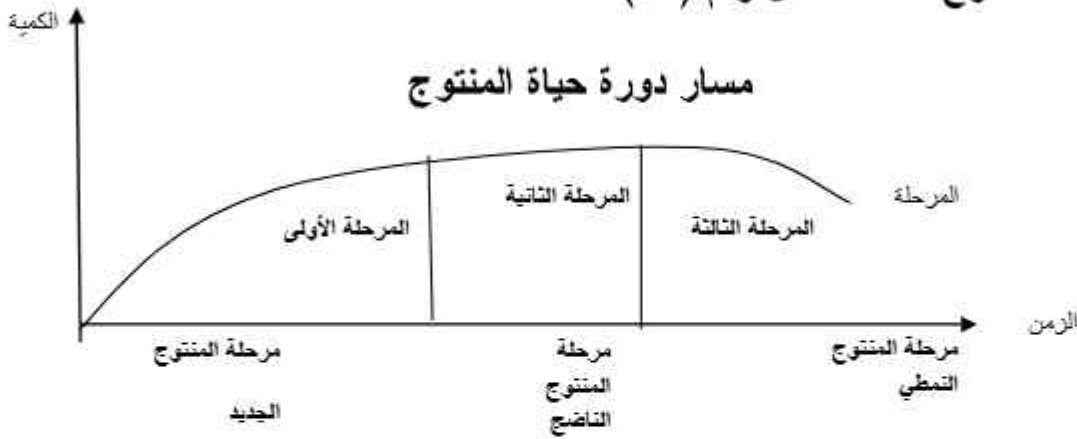 الكمية
مسار دورة حياة المنتوج
المرحلة الأولى
المرحلة الثانية
المرحلة الثالثة
المرحلة
الزمن
مرحلة المنتوج
الجديد
مرحلة
المنتوج
الناضج
مرحلة المنتوج
النمطي